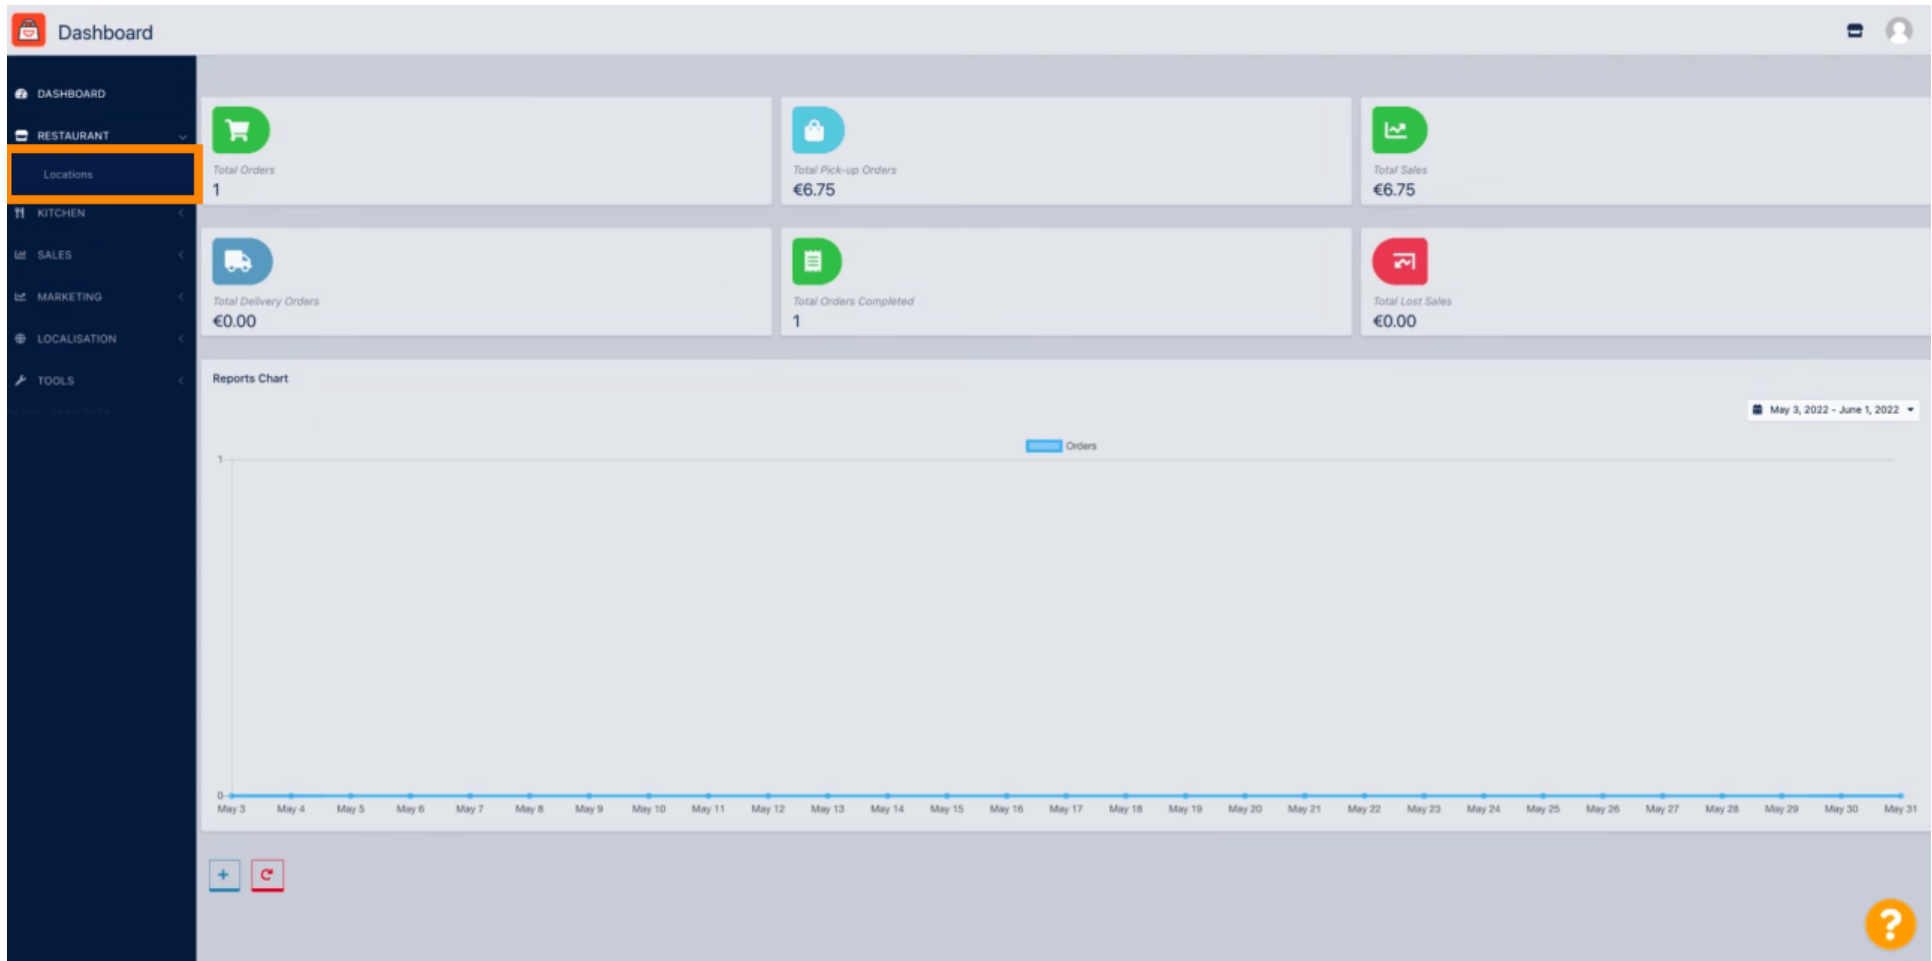 Dashboard
DASHBOARD
RESTAURANT
Locations
KITCHEN
SALES
MARKETING
LOCALISATION
TOOLS
Total Orders
1
Total Pick-up Orders
€6.75
Total Sales
€6.75
Total Delivery Orders
€0.00
Total Orders Completed
1
Total Lost Sales
€0.00
Reports Chart
May 3, 2022 - June 1, 2022
Orders
1
0
May 3 May 4 May 5 May 6 May 7 May 8 May 9 May 10 May 11 May 12 May 13 May 14 May 15 May 16 May 17 May 18 May 19 May 20 May 21 May 22 May 23 May 24 May 25 May 26 May 27 May 28 May 29 May 30 May 31